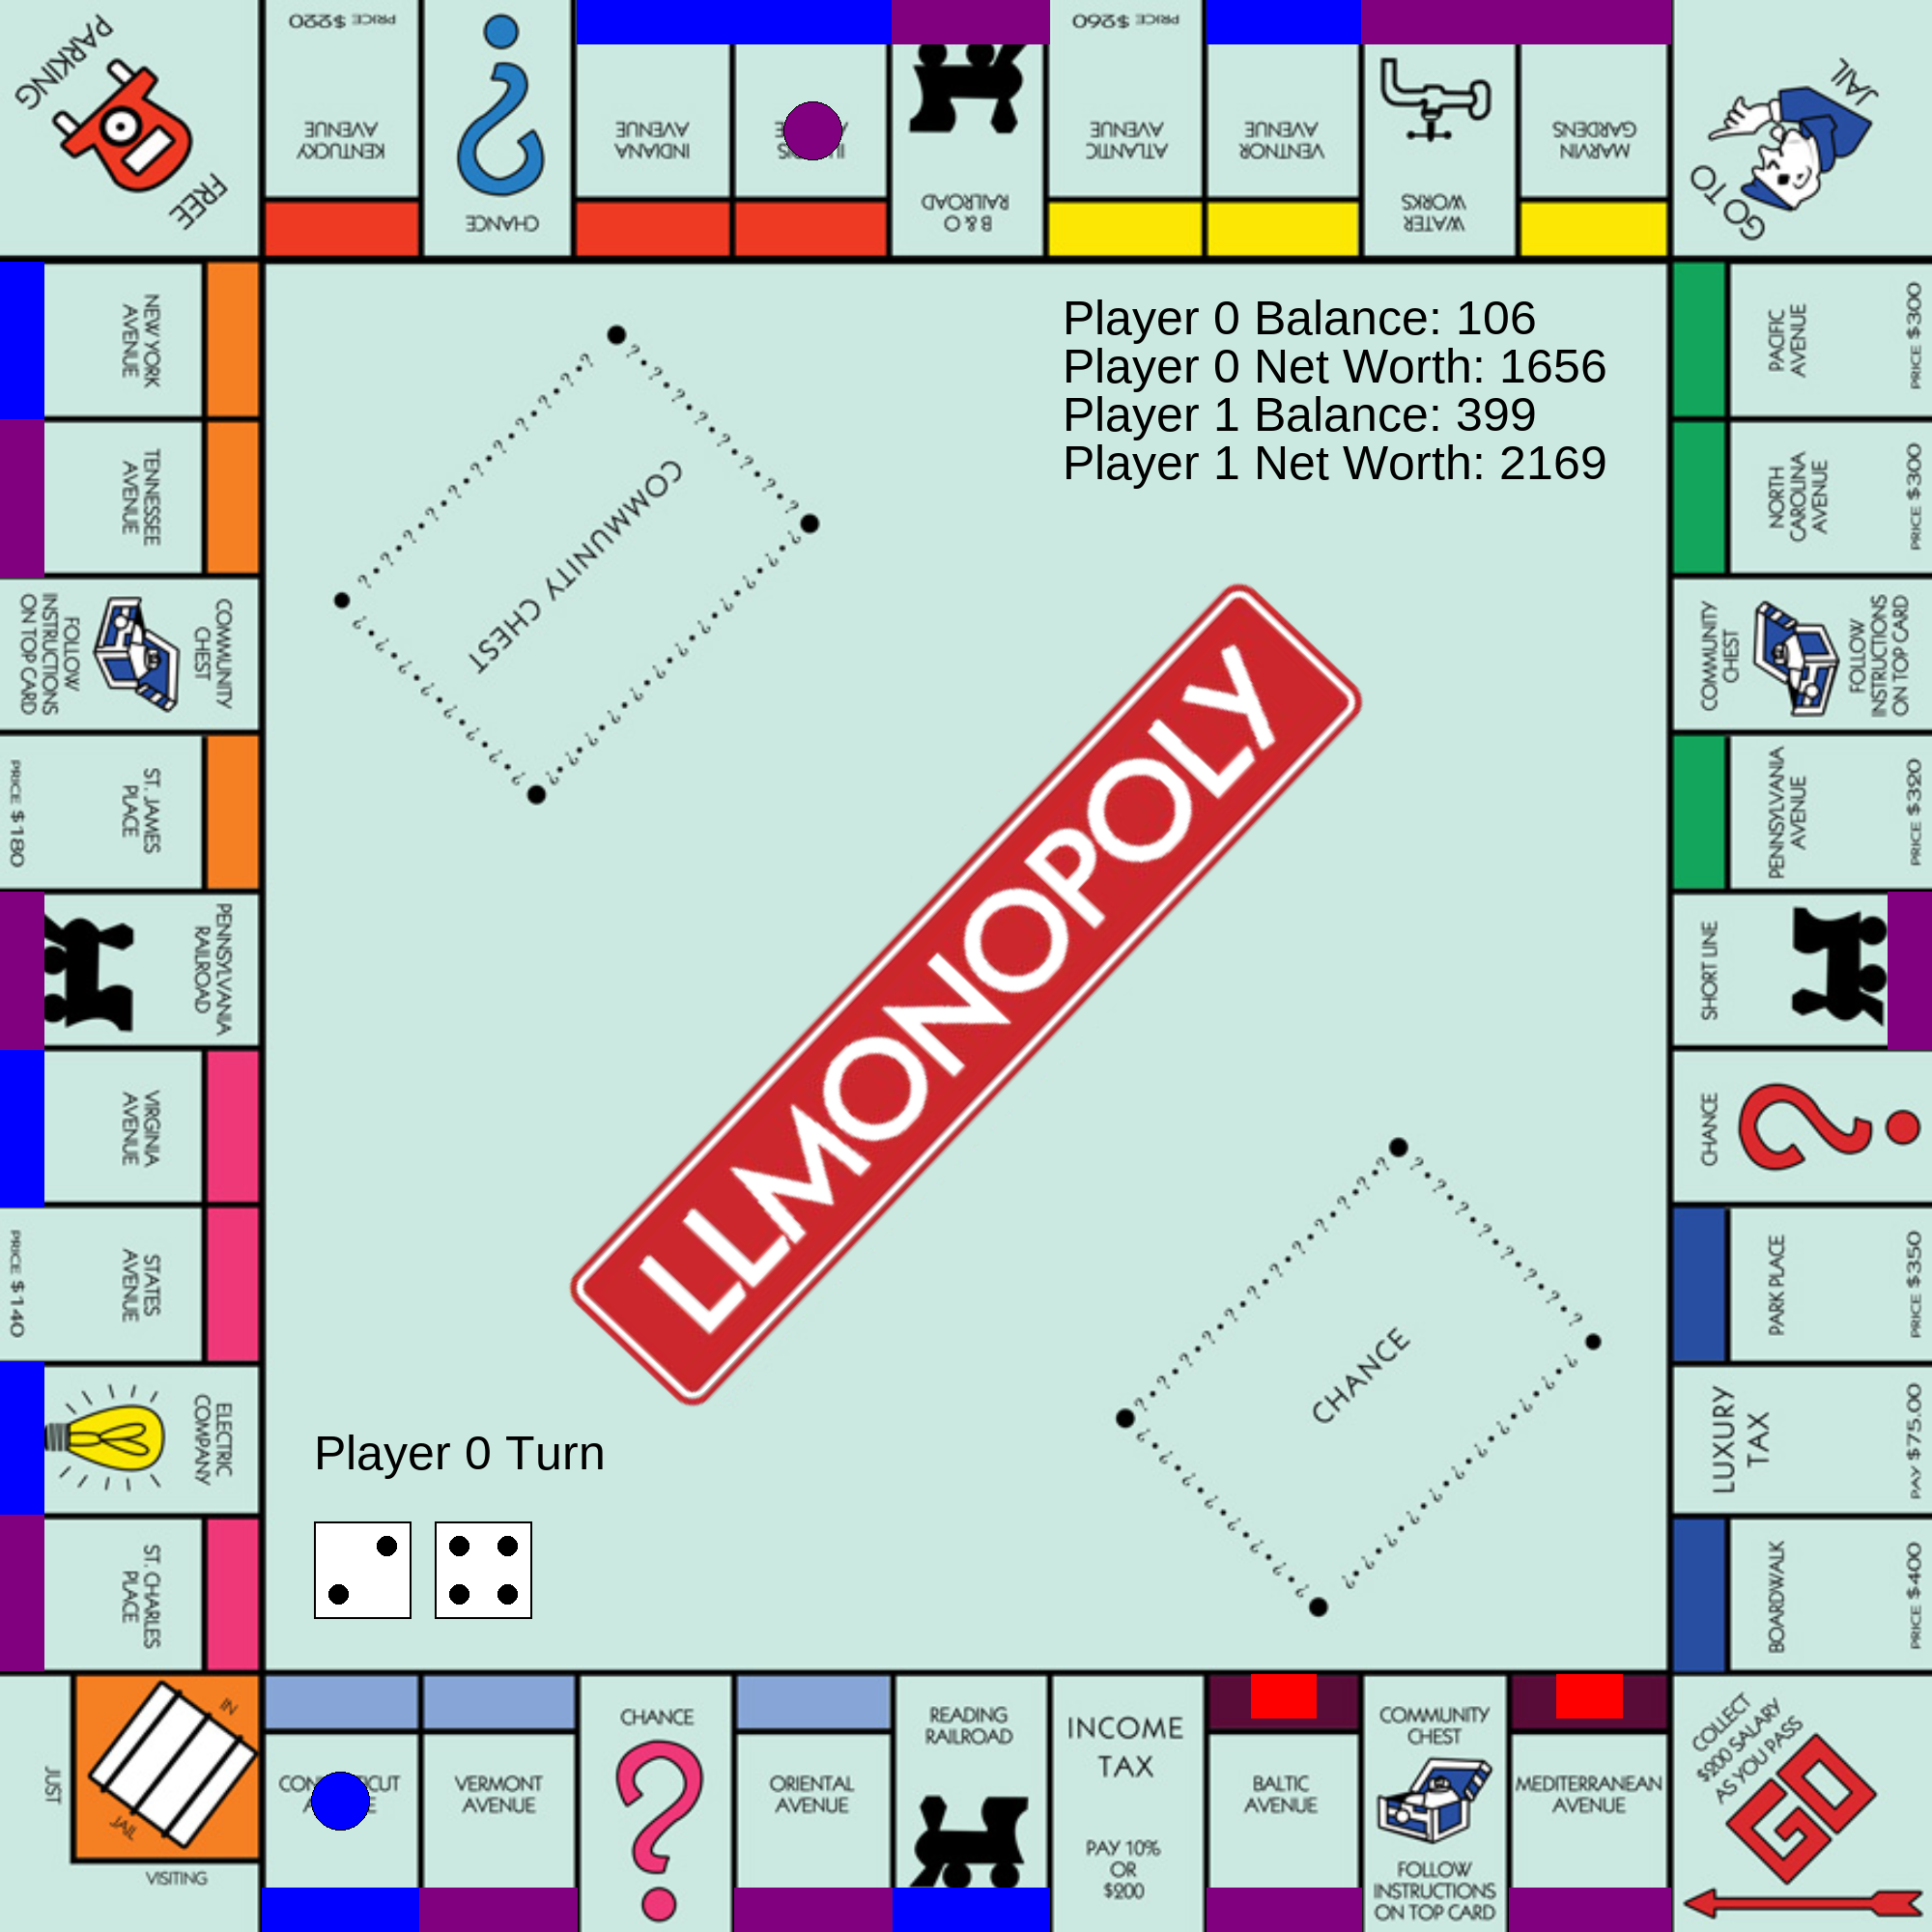 FREE
PARKING
PRICE $220
KENTUCKY
AVENUE
CHANCE
INDIANA
AVENUE
B & O
RAILROAD
PRICE $260
ATLANTIC
AVENUE
VENTNOR
AVENUE
WATER
WORKS
MARVIN
GARDENS
GO TO
JAIL
NEW YORK
AVENUE
TENNESSEE
AVENUE
COMMUNITY
CHEST
FOLLOW
INSTRUCTIONS
ON TOP CARD
ST. JAMES
PLACE
PRICE $180
PENNSYLVANIA
RAILROAD
VIRGINIA
AVENUE
STATES
AVENUE
PRICE $140
ELECTRIC
COMPANY
ST. CHARLES
PLACE
Player 0 Balance: 106
Player 0 Net Worth: 1656
Player 1 Balance: 399
Player 1 Net Worth: 2169
COMMUNITY CHEST
LLMONOPOLY
CHANCE
Player 0 Turn
PACIFIC
AVENUE
PRICE $300
NORTH
CAROLINA
AVENUE
PRICE $300
COMMUNITY
CHEST
FOLLOW
INSTRUCTIONS
ON TOP CARD
PENNSYLVANIA
AVENUE
PRICE $320
SHORT LINE
CHANCE
PARK PLACE
PRICE $350
LUXURY
TAX
PAY $75.00
BOARDWALK
PRICE $400
IN
JAIL
JUST
VISITING
VERMONT
AVENUE
CHANCE
ORIENTAL
AVENUE
READING
RAILROAD
INCOME
TAX
PAY 10%
OR
$200
BALTIC
AVENUE
COMMUNITY
CHEST
FOLLOW
INSTRUCTIONS
ON TOP CARD
MEDITERRANEAN
AVENUE
COLLECT
$200 SALARY
AS YOU PASS
GO